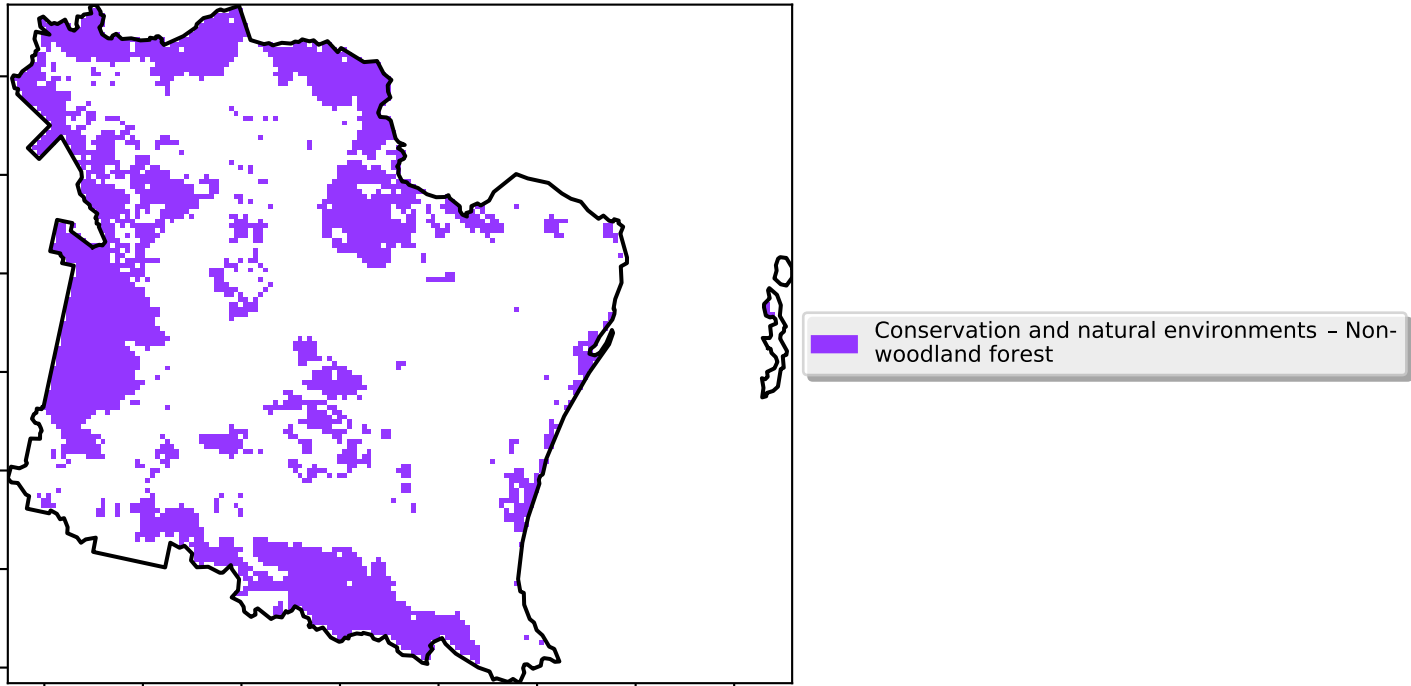 Conservation and natural environments – Non-
woodland forest